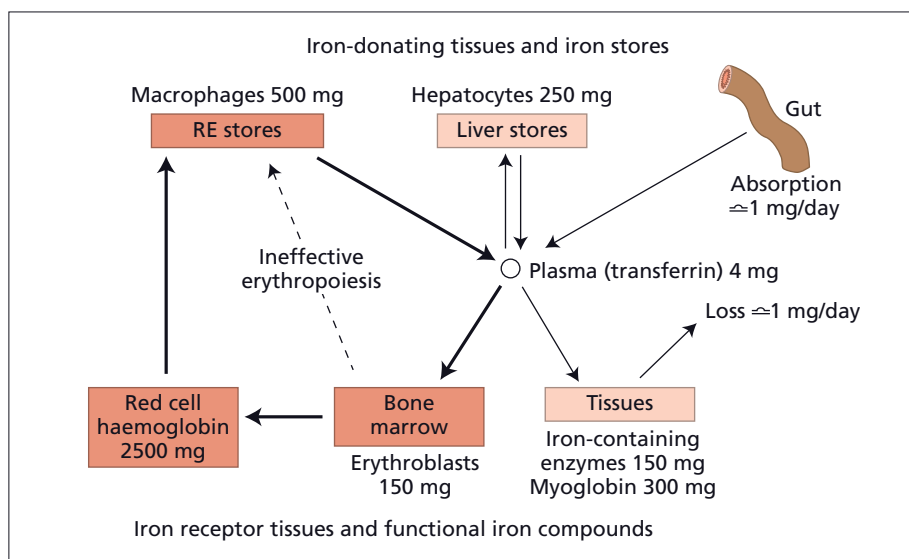 Iron-donating tissues and iron stores
Macrophages 500 mg
RE stores
Hepatocytes 250 mg
Liver stores
Gut
Absorption
≏1 mg/day
Ineffective
erythropoiesis
Plasma (transferrin) 4 mg
Loss ≏1 mg/day
Red cell
haemoglobin
2500 mg
Bone
marrow
Erythroblasts
150 mg
Tissues
Iron-containing
enzymes 150 mg
Myoglobin 300 mg
Iron receptor tissues and functional iron compounds